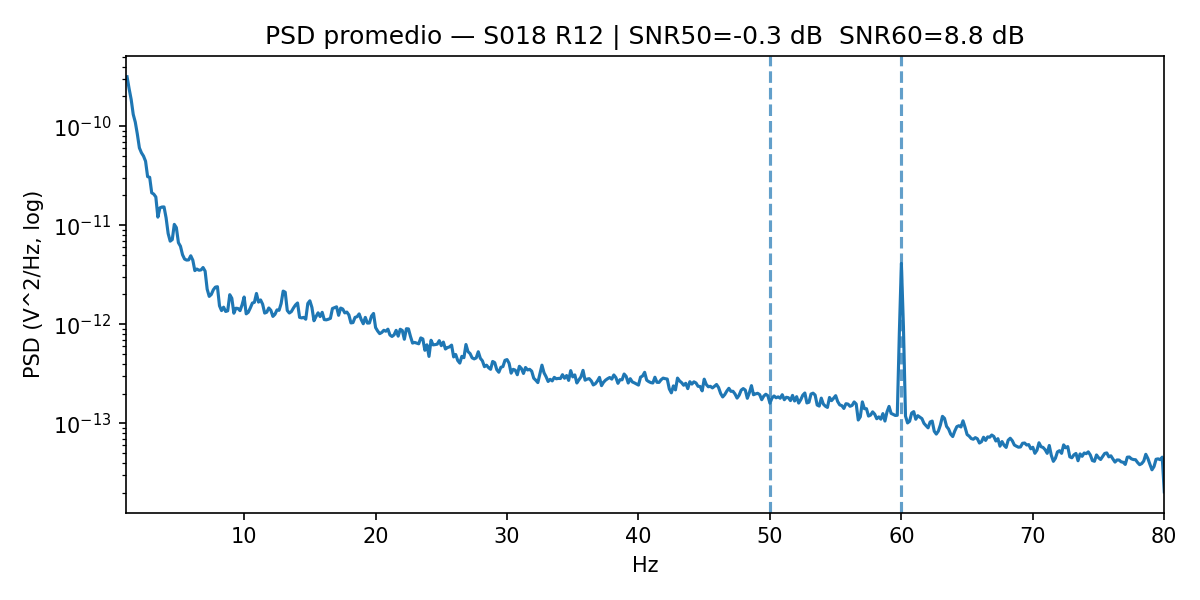 PSD promedio — S018 R12 | SNR50=-0.3 dB  SNR60=8.8 dB
PSD (V^2/Hz, log)
10⁻¹⁰
10⁻¹¹
10⁻¹²
10⁻¹³
10 20 30 40 50 60 70 80
Hz